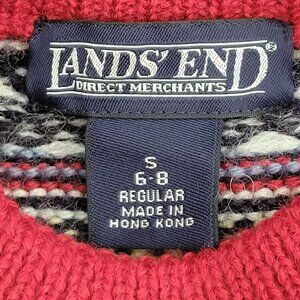 LANDS' END®
DIRECT MERCHANTS
S
6-8
REGULAR
MADE IN
HONG KONG